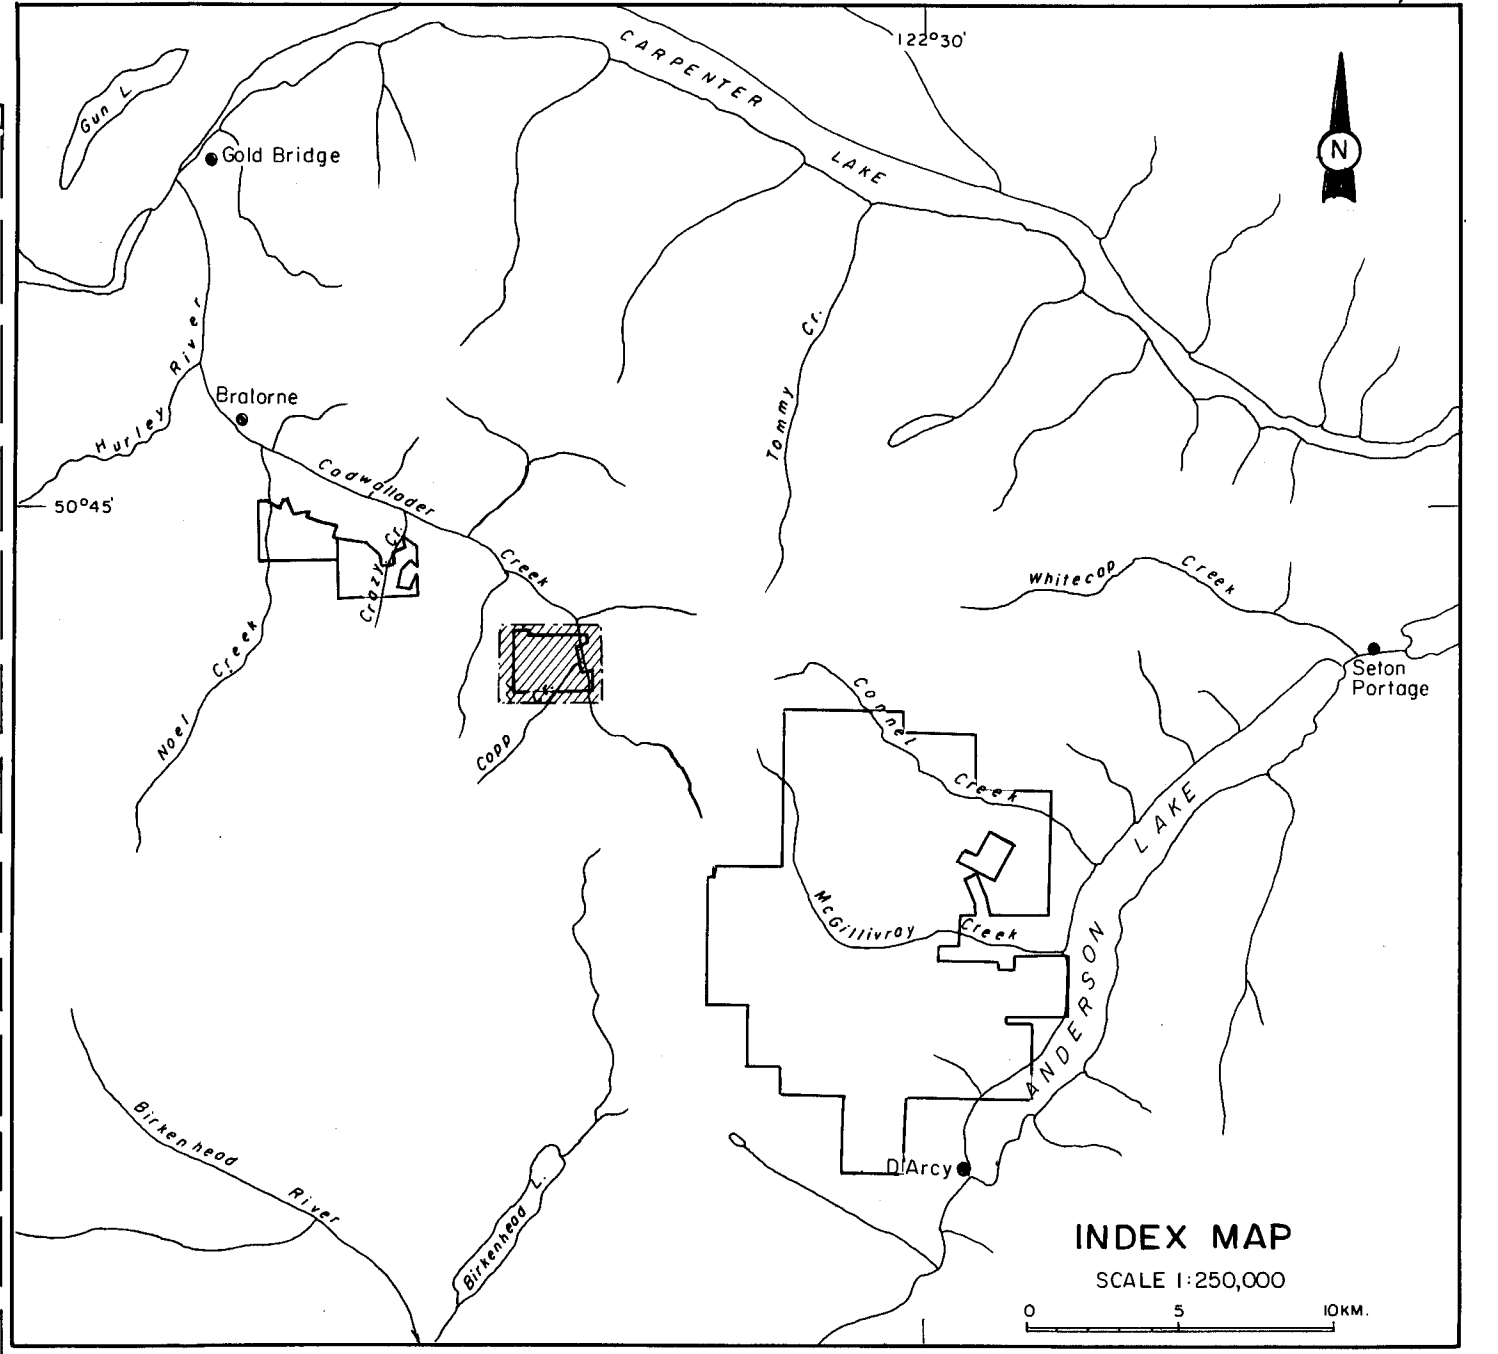 122°30'
CARPENTER
LAKE
Gun L.
Gold Bridge
N
Hurley River
Bralorne
Tommy Cr.
50°45'
Cadwallader Creek
Crazy Cr.
Whitecap Creek
Seton
Portage
Noel Creek
Copp
Connel Creek
ANDERSON LAKE
McGillivray Creek
Birkenhead River
Birkenhead L.
D'Arcy
INDEX MAP
SCALE 1:250,000
0 5 10KM.